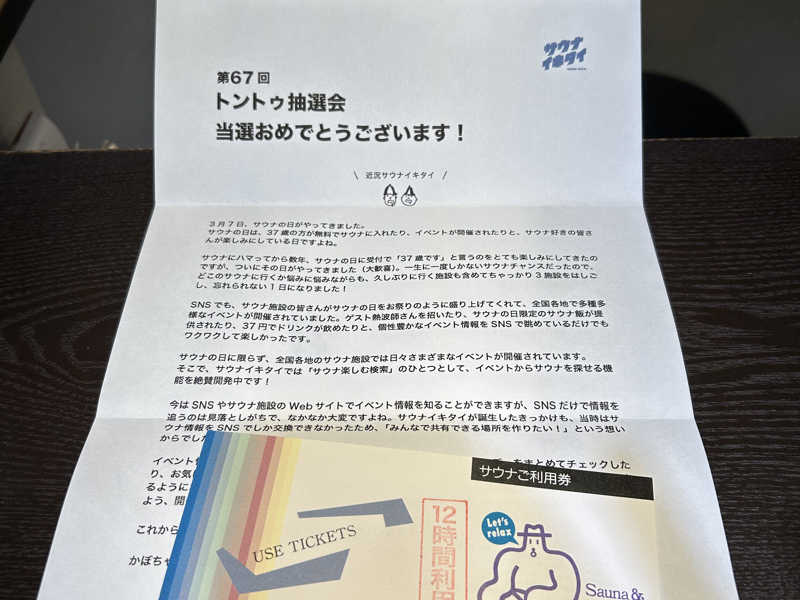 サウナ
イキタイ
第67回
トントゥ抽選会
当選おめでとうございます！
\ 近況サウナイキタイ /
3月7日、サウナの日がやってきました。
サウナの日は、37歳の方が無料でサウナに入れたり、イベントが開催されたりと、サウナ好きの皆さ
んが楽しみにしている日ですよね。
サウナにハマってから数年、サウナの日に受付で「37歳です」と言うのをとても楽しみにしてきたの
ですが、ついにその日がやってきました（大歓喜）。一生に一度しかないサウナチャンスだったので、
どこのサウナに行くか悩みに悩みながらも、久しぶりに行く施設も含めてちゃっかり3施設をはしご
し、忘れられない1日になりました！
SNSでも、サウナ施設の皆さんがサウナの日をお祭りのように盛り上げてくれて、全国各地で多種多
様なイベントが開催されていました。ゲスト熱波師さんを招いたり、サウナの日限定のサウナ飯が提
供されたり、37円でドリンクが飲めたりと、個性豊かなイベント情報をSNSで眺めているだけでも
ワクワクして楽しかったです。
サウナの日に限らず、全国各地のサウナ施設では日々さまざまなイベントが開催されています。
そこで、サウナイキタイでは「サウナ楽しむ検索」のひとつとして、イベントからサウナを探せる機
能を絶賛開発中です！
今はSNSやサウナ施設のWebサイトでイベント情報を知ることができますが、SNSだけで情報を
追うのは見落としがちで、なかなか大変ですよね。サウナイキタイが誕生したきっかけも、当時はサ
ウナ情報をSNSでしか交換できなかったため、「みんなで共有できる場所を作りたい！」という想い
からでした
イベント
をまとめてチェックした
り、お気
るように
よう、開
これから
かぼちゃ
サウナご利用券
USE TICKETS
12時間利用
Let's
relax
Sauna &